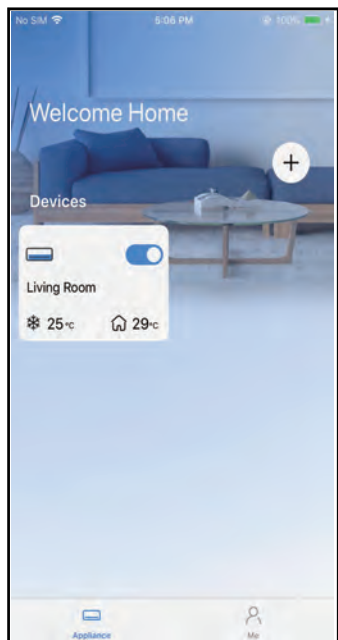 No SIM 5:06 PM 100%
Welcome Home
+
Devices
Living Room
25°C 29°C
Appliance Me